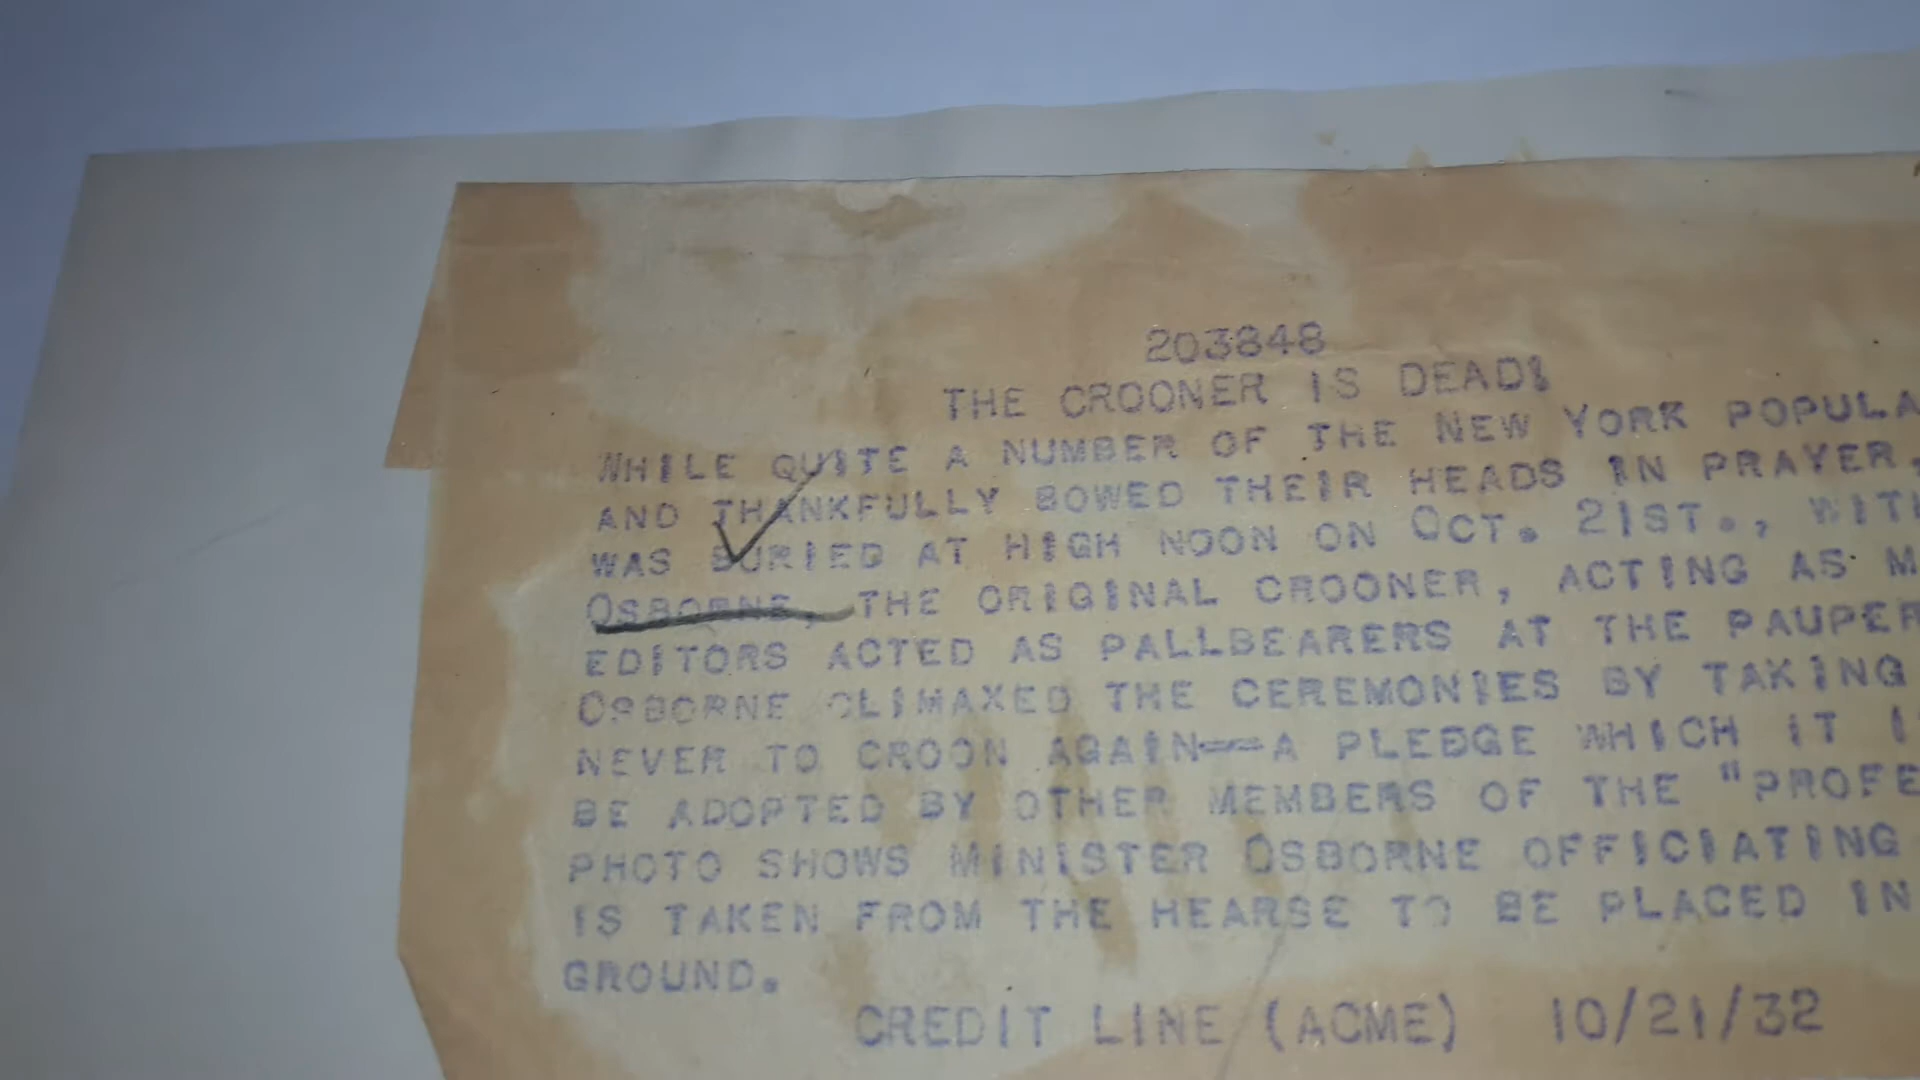 203848
THE CROONER IS DEAD!
WHILE QUITE A NUMBER OF THE NEW YORK POPULA
AND THANKFULLY BOWED THEIR HEADS IN PRAYER,
WAS BURIED AT HIGH NOON ON OCT. 21ST., WITH
OSBORNE, THE ORIGINAL CROONER, ACTING AS M
EDITORS ACTED AS PALLBEARERS AT THE PAUPER
OSBORNE CLIMAXED THE CEREMONIES BY TAKING
NEVER TO CROON AGAIN--A PLEDGE WHICH IT I
BE ADOPTED BY OTHER MEMBERS OF THE "PROFE
PHOTO SHOWS MINISTER OSBORNE OFFICIATING
IS TAKEN FROM THE HEARSE TO BE PLACED IN
GROUND.
CREDIT LINE (ACME) 10/21/32